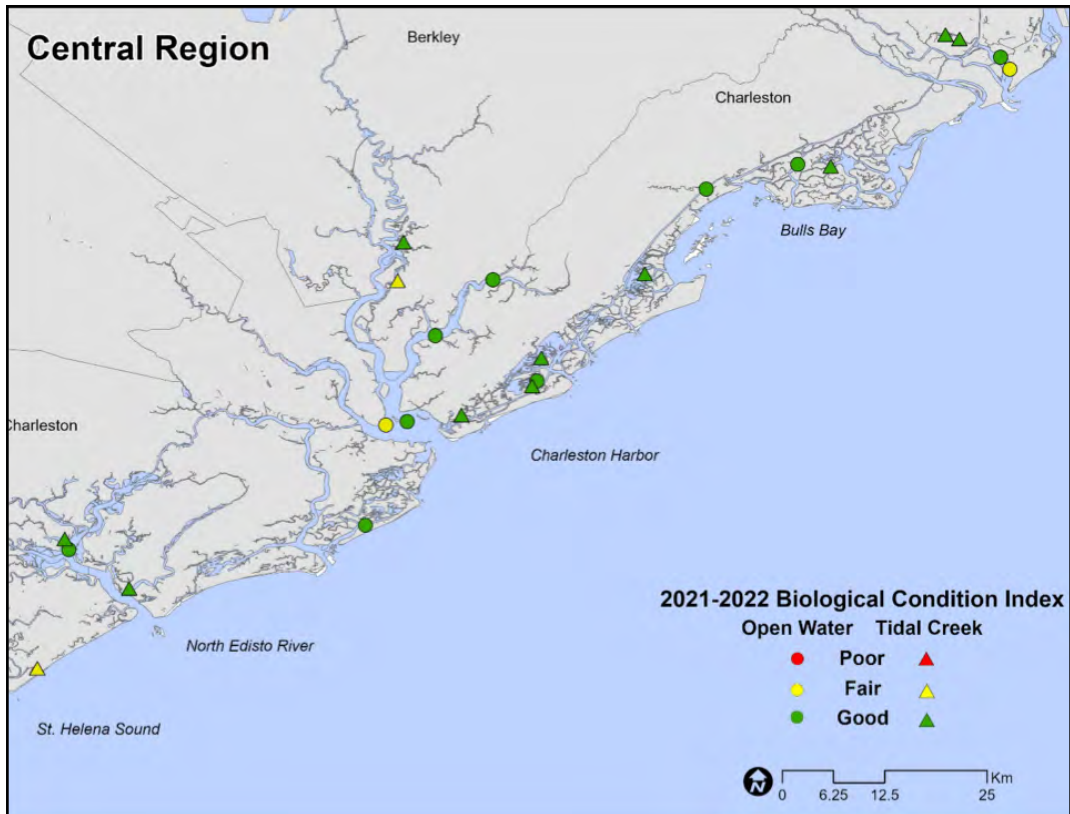 Central Region
Berkley
Charleston
Bulls Bay
Charleston
Charleston Harbor
North Edisto River
St. Helena Sound
2021-2022 Biological Condition Index
Open Water Tidal Creek
Poor
Fair
Good
N
Km
0 6.25 12.5 25